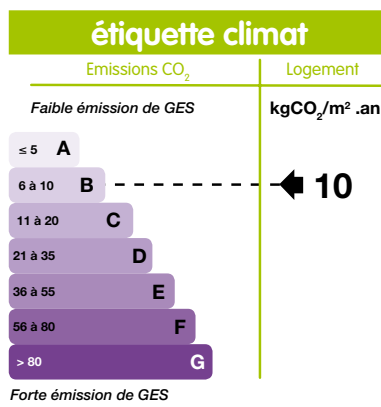 étiquette climat
Emissions CO₂ Logement
Faible émission de GES kgCO₂/m² .an
≤ 5 A
6 à 10 B 10
11 à 20 C
21 à 35 D
36 à 55 E
56 à 80 F
> 80 G
Forte émission de GES